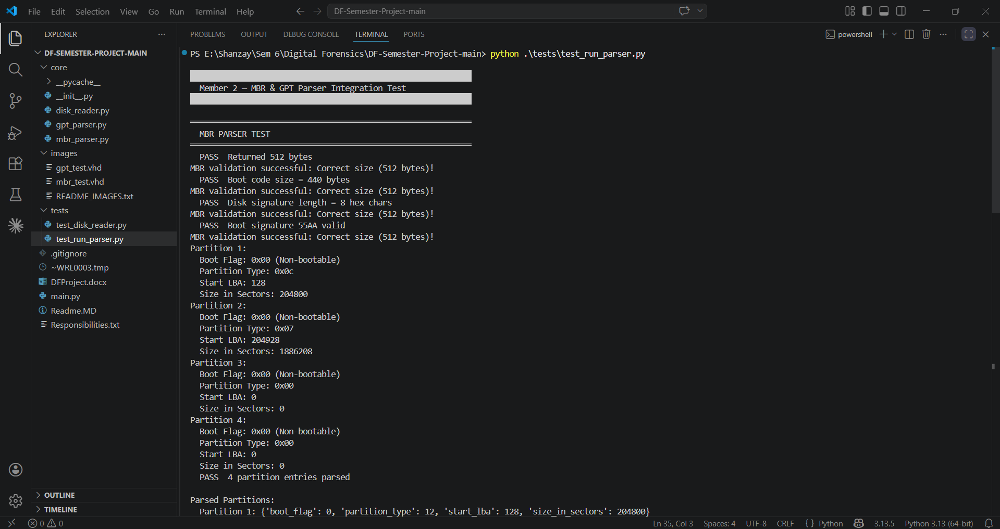 File Edit Selection View Go Run Terminal Help
DF-Semester-Project-main
EXPLORER
DF-SEMESTER-PROJECT-MAIN
core
__pycache__
__init__.py
disk_reader.py
gpt_parser.py
mbr_parser.py
images
gpt_test.vhd
mbr_test.vhd
README_IMAGES.txt
tests
test_disk_reader.py
test_run_parser.py
.gitignore
~WRL0003.tmp
DFProject.docx
main.py
Readme.MD
Responsibilities.txt
OUTLINE
TIMELINE
PROBLEMS OUTPUT DEBUG CONSOLE TERMINAL PORTS
powershell
PS E:\Shanzay\Sem 6\Digital Forensics\DF-Semester-Project-main> python .\tests\test_run_parser.py
Member 2 — MBR & GPT Parser Integration Test
MBR PARSER TEST
PASS Returned 512 bytes
MBR validation successful: Correct size (512 bytes)!
PASS Boot code size = 440 bytes
MBR validation successful: Correct size (512 bytes)!
PASS Disk signature length = 8 hex chars
MBR validation successful: Correct size (512 bytes)!
PASS Boot signature 55AA valid
MBR validation successful: Correct size (512 bytes)!
Partition 1:
Boot Flag: 0x00 (Non-bootable)
Partition Type: 0x0c
Start LBA: 128
Size in Sectors: 204800
Partition 2:
Boot Flag: 0x00 (Non-bootable)
Partition Type: 0x07
Start LBA: 204928
Size in Sectors: 1886208
Partition 3:
Boot Flag: 0x00 (Non-bootable)
Partition Type: 0x00
Start LBA: 0
Size in Sectors: 0
Partition 4:
Boot Flag: 0x00 (Non-bootable)
Partition Type: 0x00
Start LBA: 0
Size in Sectors: 0
PASS 4 partition entries parsed
Parsed Partitions:
Partition 1: {'boot_flag': 0, 'partition_type': 12, 'start_lba': 128, 'size_in_sectors': 204800}
0 0
Ln 35, Col 3 Spaces: 4 UTF-8 CRLF {} Python 3.13.5 Python 3.13 (64-bit)